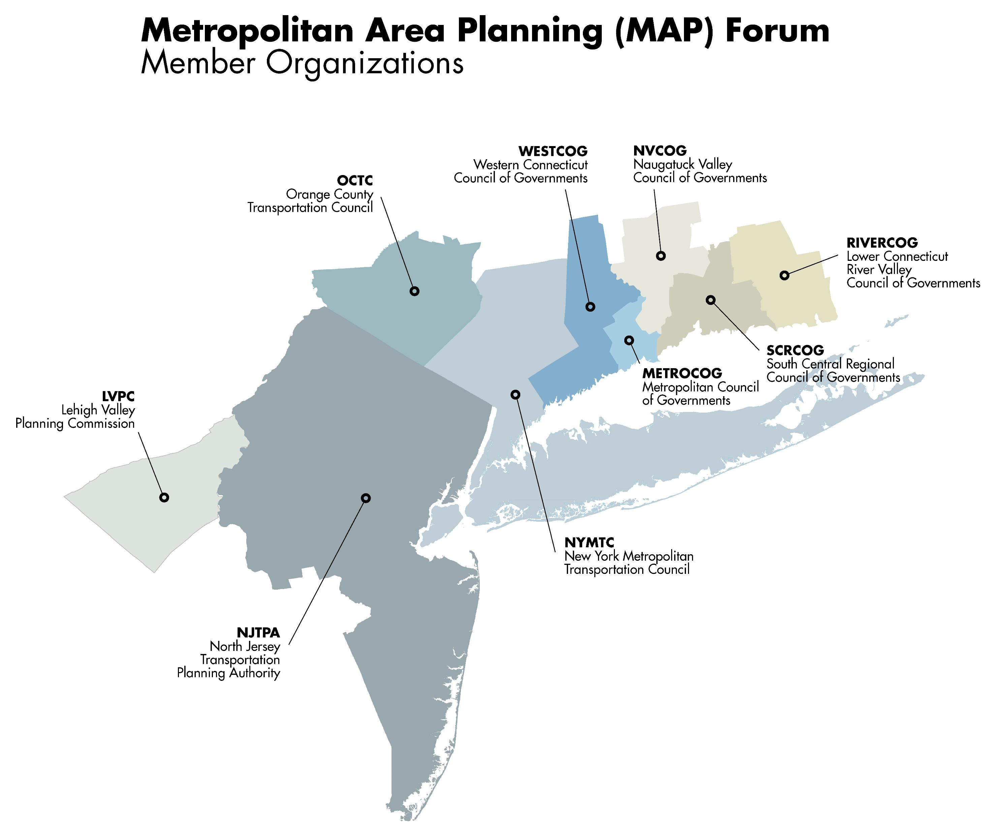 Metropolitan Area Planning (MAP) Forum
Member Organizations
WESTCOG
Western Connecticut
Council of Governments
NVCOG
Naugatuck Valley
Council of Governments
OCTC
Orange County
Transportation Council
RIVERCOG
Lower Connecticut
River Valley
Council of Governments
SCRCOG
South Central Regional
Council of Governments
METROCOG
Metropolitan Council
of Governments
LVPC
Lehigh Valley
Planning Commission
NYMTC
New York Metropolitan
Transportation Council
NJTPA
North Jersey
Transportation
Planning Authority